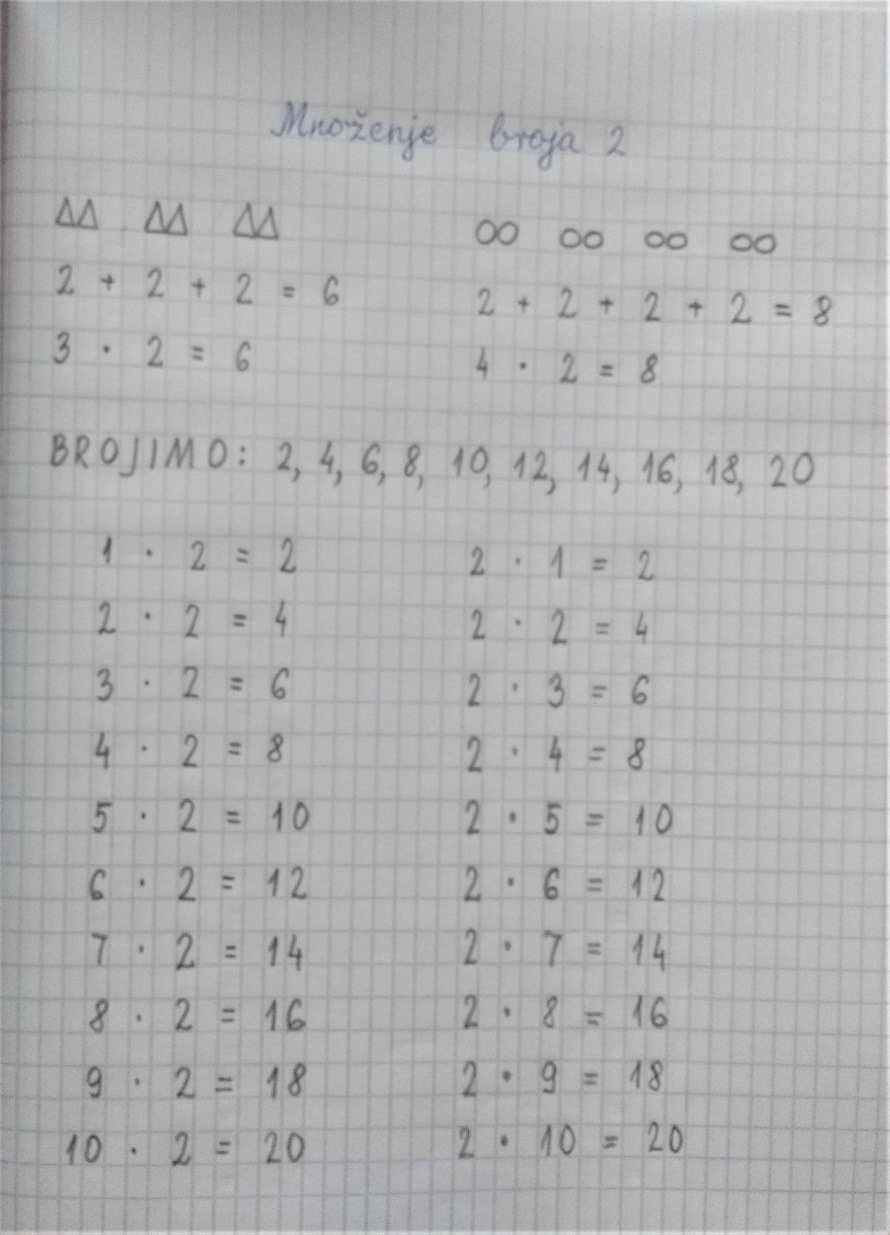 Množenje broja 2
2 + 2 + 2 = 6
2 + 2 + 2 + 2 = 8
3 · 2 = 6
4 · 2 = 8
BROJIMO: 2, 4, 6, 8, 10, 12, 14, 16, 18, 20
1 · 2 = 2
2 · 1 = 2
2 · 2 = 4
2 · 2 = 4
3 · 2 = 6
2 · 3 = 6
4 · 2 = 8
2 · 4 = 8
5 · 2 = 10
2 · 5 = 10
6 · 2 = 12
2 · 6 = 12
7 · 2 = 14
2 · 7 = 14
8 · 2 = 16
2 · 8 = 16
9 · 2 = 18
2 · 9 = 18
10 · 2 = 20
2 · 10 = 20